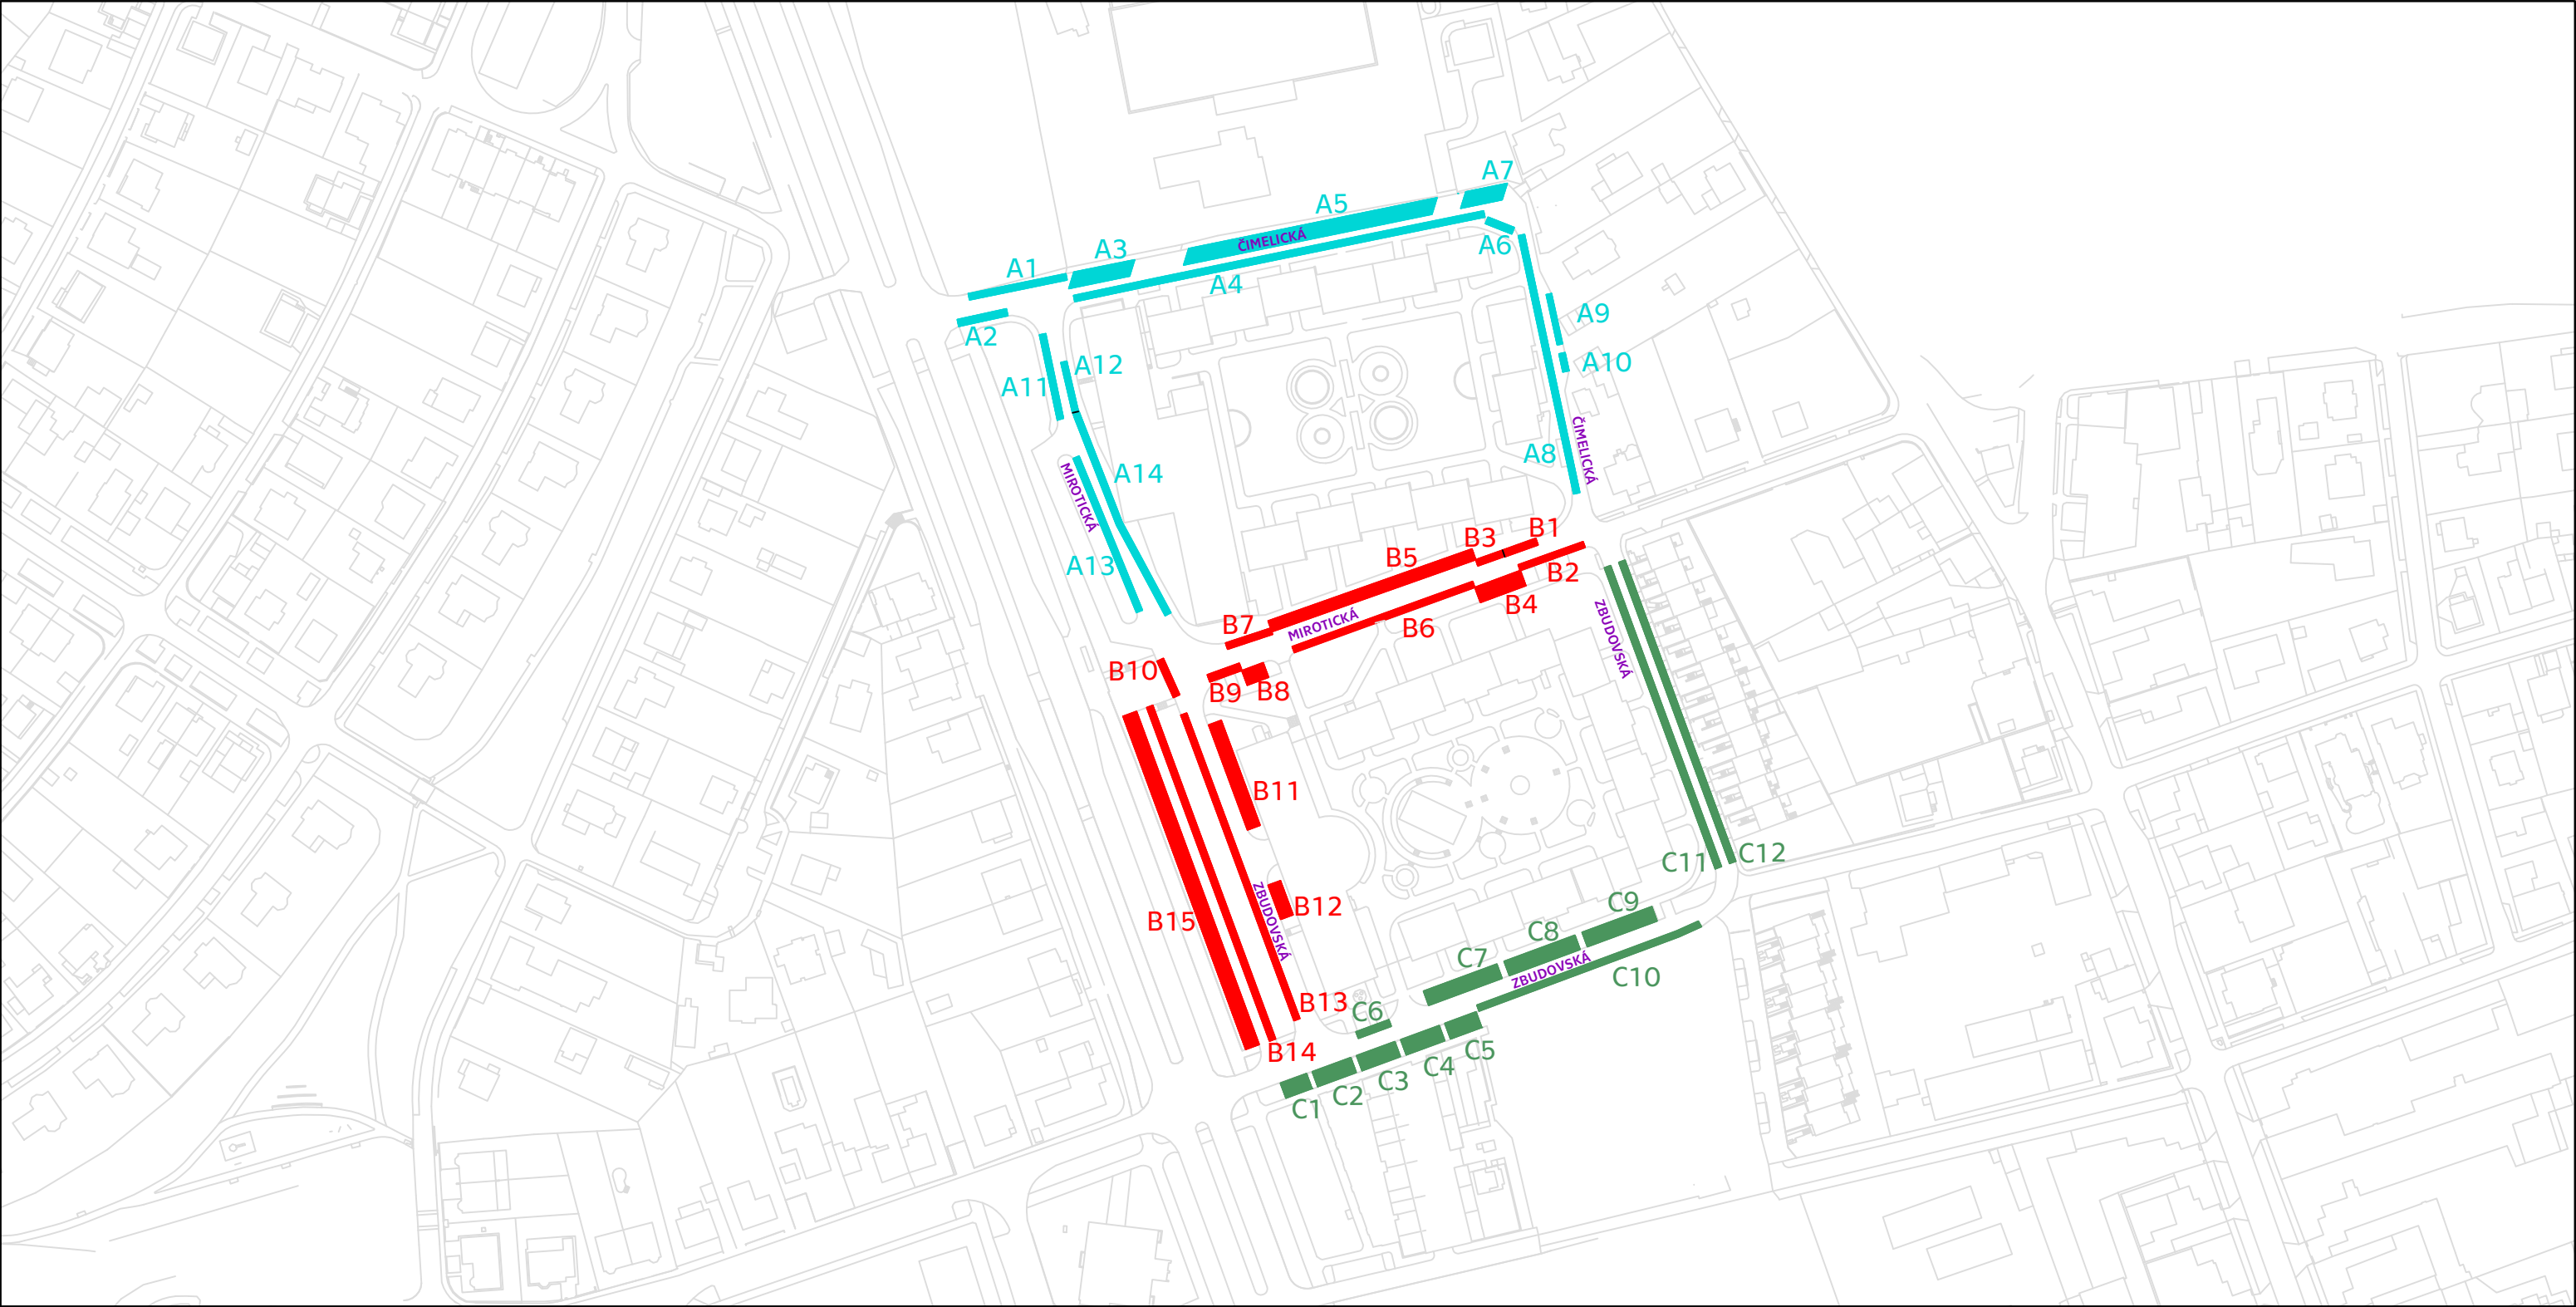 A7
A5
ČIMELICKÁ
A6
A3
A1
A4
A2
A9
A10
A12
A11
ČIMELICKÁ
A8
A14
MIROTICKÁ
A13
B1
B3
B5
B2
B4
B7
MIROTICKÁ
B6
ZBUDOVSKÁ
B10
B9
B8
B11
C11
C12
B12
B15
ZBUDOVSKÁ
C9
C8
C7
ZBUDOVSKÁ
C10
B13
C6
B14
C5
C4
C3
C2
C1